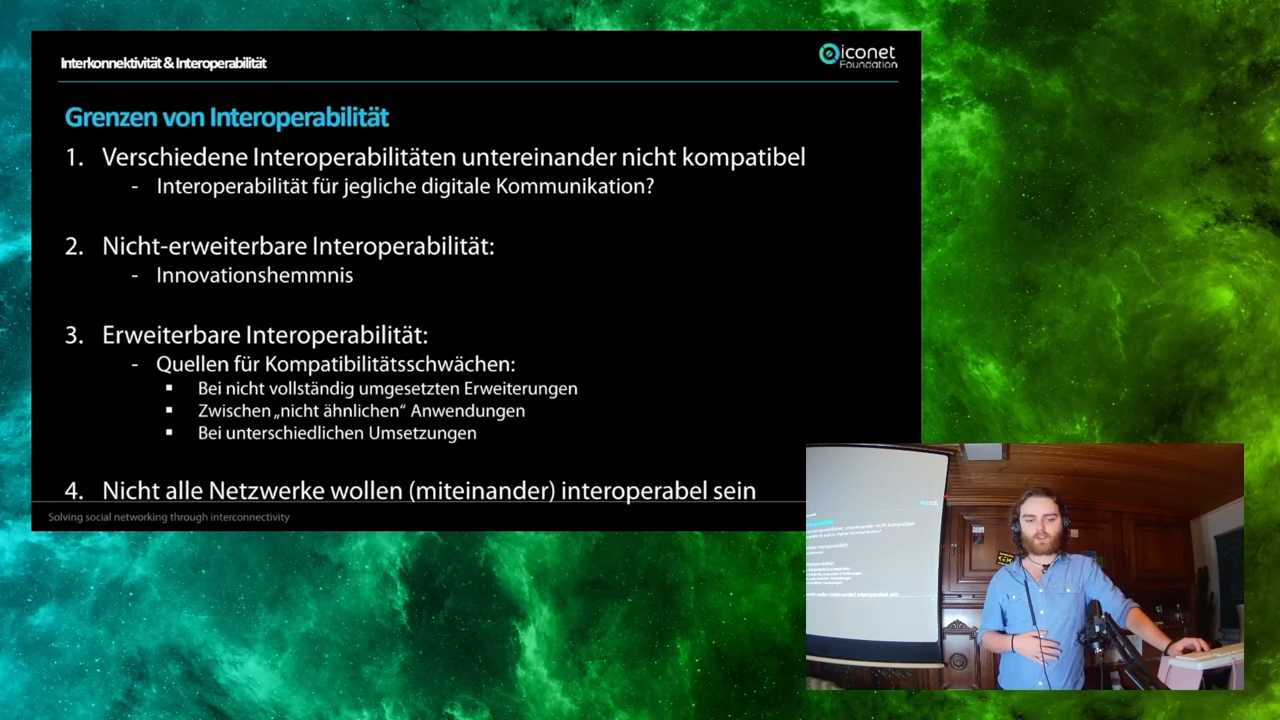 Interkonnektivität & Interoperabilität
iconet
Foundation
Grenzen von Interoperabilität
1. Verschiedene Interoperabilitäten untereinander nicht kompatibel
- Interoperabilität für jegliche digitale Kommunikation?
2. Nicht-erweiterbare Interoperabilität:
- Innovationshemmnis
3. Erweiterbare Interoperabilität:
- Quellen für Kompatibilitätsschwächen:
▪ Bei nicht vollständig umgesetzten Erweiterungen
▪ Zwischen „nicht ähnlichen“ Anwendungen
▪ Bei unterschiedlichen Umsetzungen
4. Nicht alle Netzwerke wollen (miteinander) interoperabel sein
Solving social networking through interconnectivity